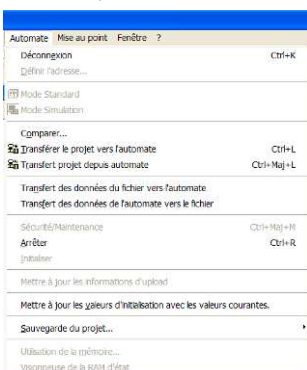 Automate Mise au point Fenêtre ?
Déconnexion Ctrl+K
Définir l'adresse...
Mode Standard
Mode Simulation
Comparer...
Transférer le projet vers l'automate Ctrl+L
Transfert projet depuis automate Ctrl+Maj+L
Transfert des données du fichier vers l'automate
Transfert des données de l'automate vers le fichier
Sécurité/Maintenance Ctrl+Maj+M
Arrêter Ctrl+R
Initialiser
Mettre à jour les informations d'upload
Mettre à jour les valeurs d'initialisation avec les valeurs courantes.
Sauvegarde du projet...
Utilisation de la mémoire...
Visionneuse de la RAM d'état